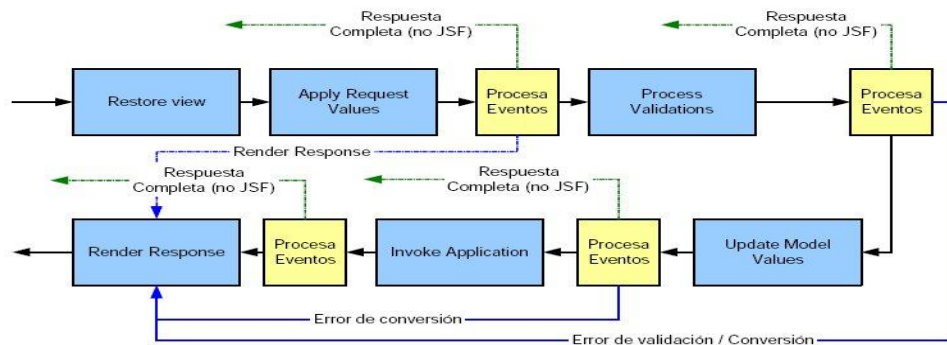 Respuesta
Completa (no JSF)
Respuesta
Completa (no JSF)
Restore view
Apply Request
Values
Procesa
Eventos
Process
Validations
Procesa
Eventos
Render Response
Respuesta
Completa (no JSF)
Respuesta
Completa (no JSF)
Render Response
Procesa
Eventos
Invoke Application
Procesa
Eventos
Update Model
Values
Error de conversión
Error de validación / Conversión